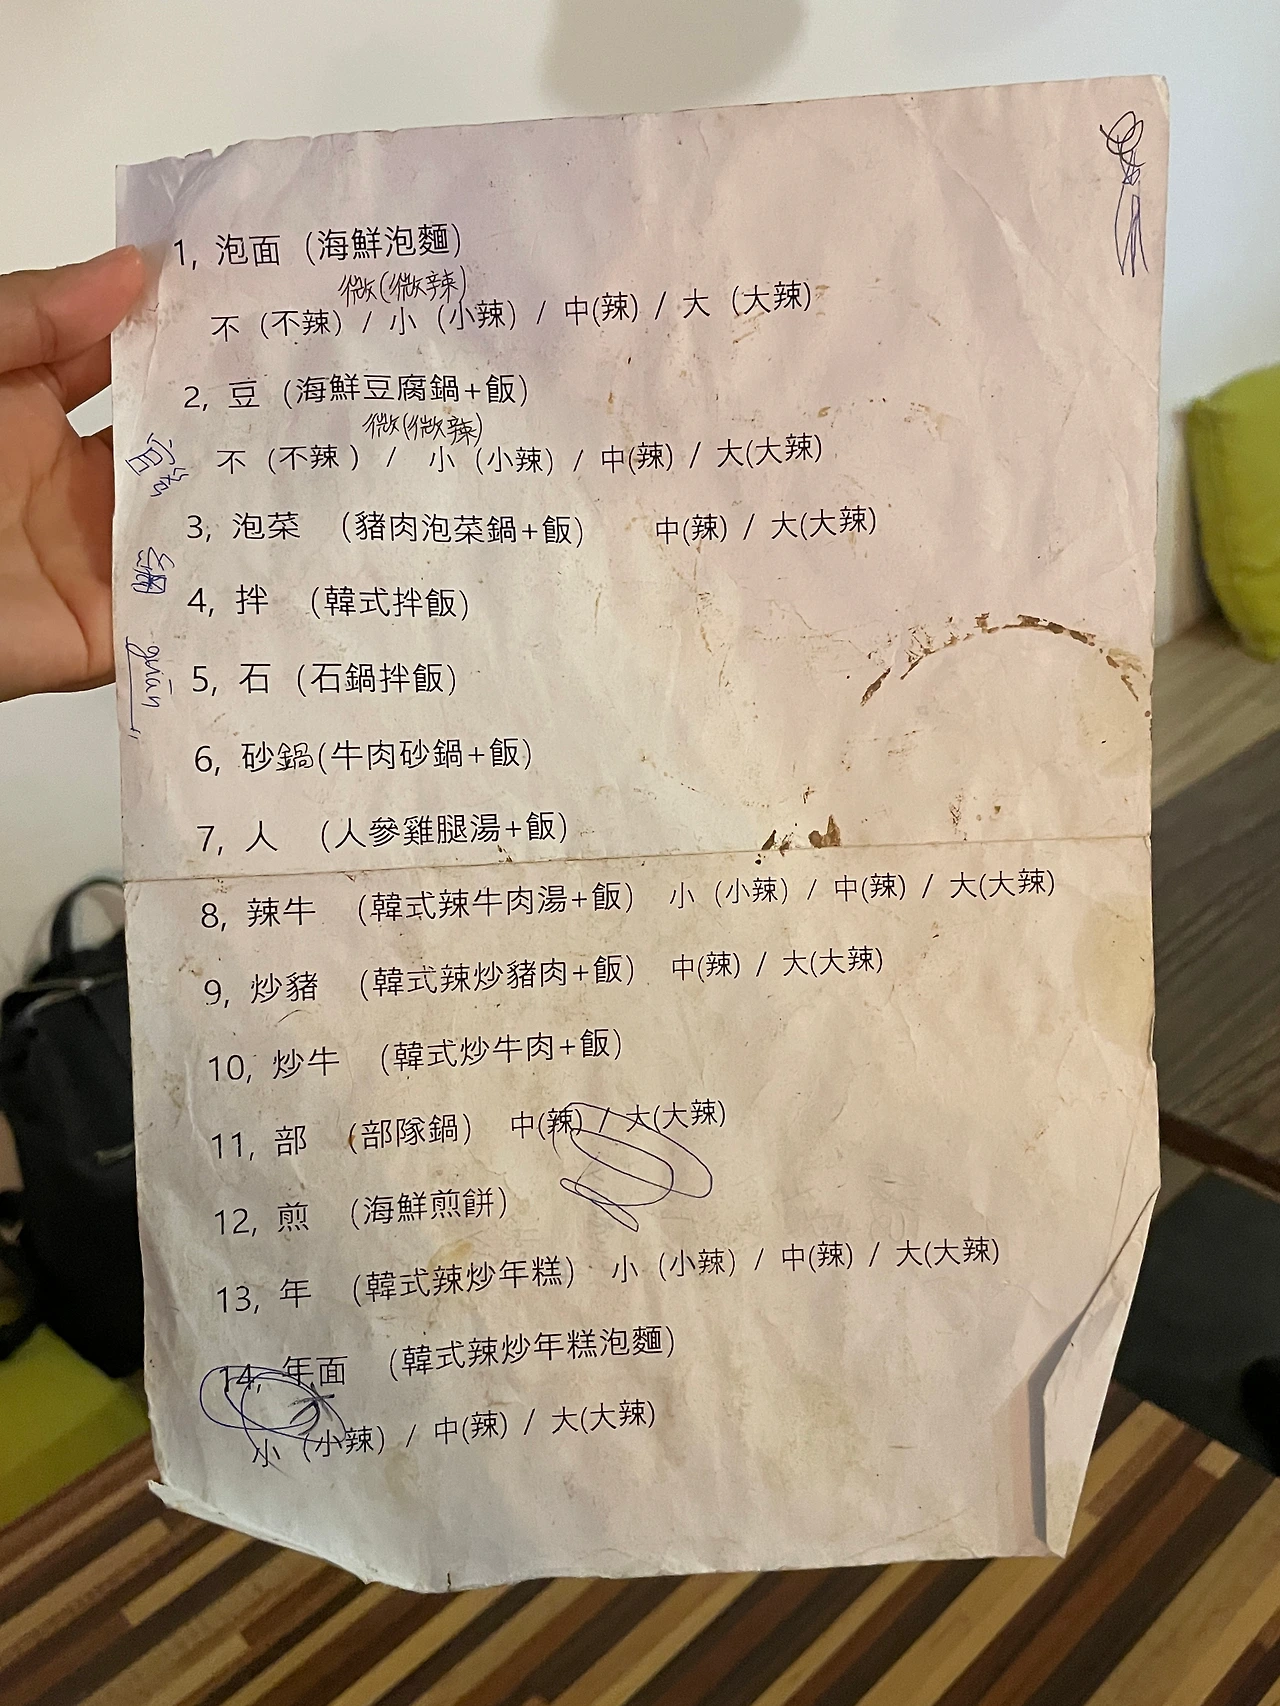 1, 泡面 (海鮮泡麵)
微(微辣)
不 (不辣) / 小 (小辣) / 中(辣) / 大 (大辣)
2, 豆 (海鮮豆腐鍋+飯)
微(微辣)
不 (不辣 ) / 小 (小辣) / 中(辣) / 大(大辣)
3, 泡菜 (豬肉泡菜鍋+飯) 中(辣) / 大(大辣)
4, 拌 (韓式拌飯)
5, 石 (石鍋拌飯)
6, 砂鍋(牛肉砂鍋+飯)
7, 人 (人參雞腿湯+飯)
8, 辣牛 (韓式辣牛肉湯+飯) 小 (小辣) / 中(辣) / 大(大辣)
9, 炒豬 (韓式辣炒豬肉+飯) 中(辣) / 大(大辣)
10, 炒牛 (韓式炒牛肉+飯)
11, 部 (部隊鍋) 中(辣) / 大(大辣)
12, 煎 (海鮮煎餅)
13, 年 (韓式辣炒年糕) 小 (小辣) / 中(辣) / 大(大辣)
14, 年面 (韓式辣炒年糕泡麵)
小 (小辣) / 中(辣) / 大(大辣)